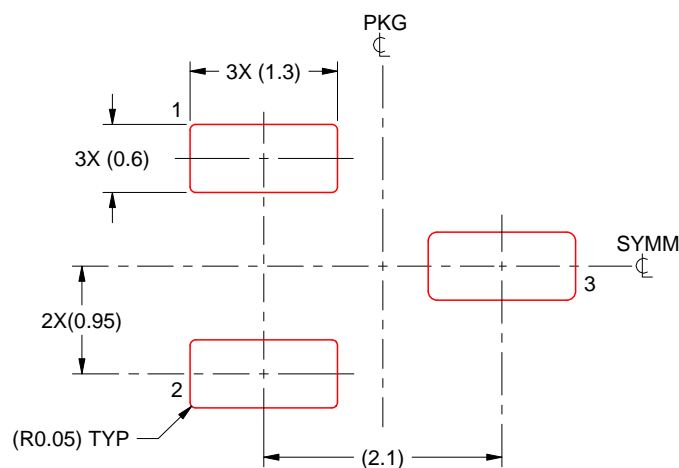 PKG
℄
3X (1.3)
1
3X (0.6)
SYMM
℄
3
2X(0.95)
2
(R0.05) TYP
(2.1)